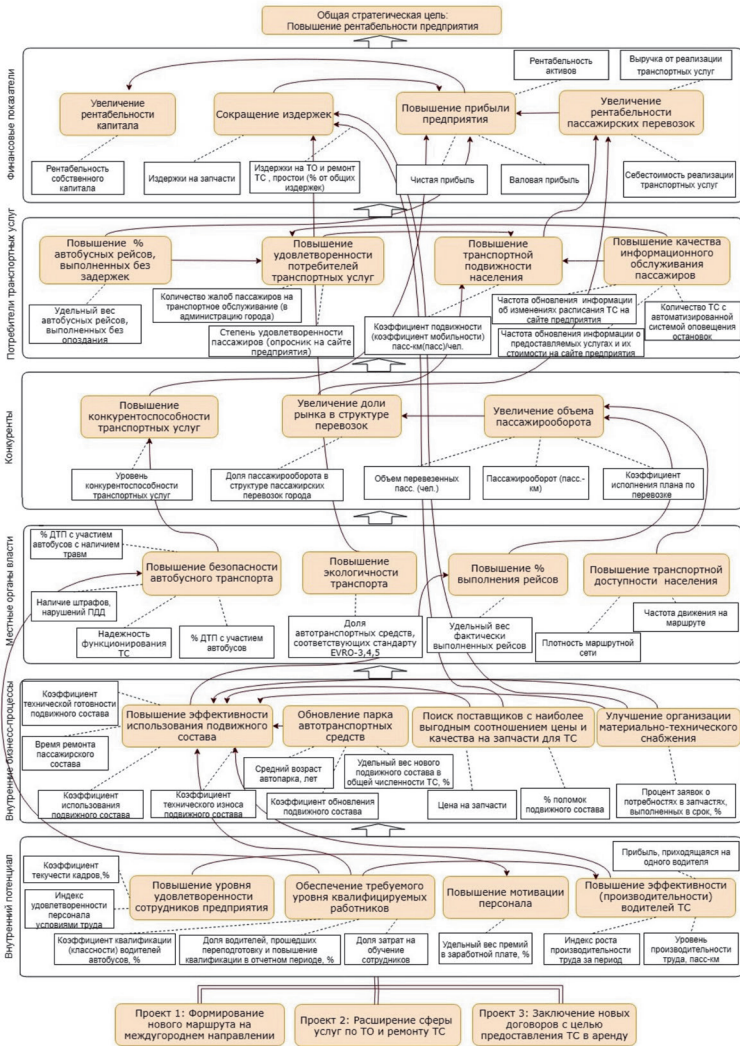 Общая стратегическая цель:
Повышение рентабельности предприятия
Финансовые показатели
Рентабельность
активов
Выручка от реализации
транспортных услуг
Увеличение
рентабельности
капитала
Сокращение издержек
Повышение прибыли
предприятия
Увеличение
рентабельности
пассажирских перевозок
Рентабельность
собственного
капитала
Издержки на запчасти
Издержки на ТО и ремонт
ТС , простои (% от общих
издержек)
Чистая прибыль
Валовая прибыль
Себестоимость реализации
транспортных услуг
Потребители транспортных услуг
Повышение %
автобусных рейсов,
выполненных без
задержек
Повышение
удовлетворенности
потребителей
транспортных услуг
Повышение
транспортной
подвижности
населения
Повышение качества
информационного
обслуживания
пассажиров
Удельный вес
автобусных рейсов,
выполненных без
опоздания
Количество жалоб пассажиров на
транспортное обслуживание (в
администрацию города)
Степень удовлетворенности
пассажиров (опросник на сайте
предприятия)
Коэффициент подвижности
(коэффициент мобильности)
пасс-км(пасс)/чел.
Частота обновления информации
об изменениях расписания ТС на
сайте предприятия
Частота обновления информации о
предоставляемых услугах и их
стоимости на сайте предприятия
Количество ТС с
автоматизированной
системой оповещения
остановок
Конкуренты
Повышение
конкурентоспособности
транспортных услуг
Увеличение доли
рынка в структуре
перевозок
Увеличение объема
пассажирооборота
Уровень
конкурентоспособности
транспортных услуг
Доля пассажирооборота в
структуре пассажирских
перевозок города
Объем перевезенных
пасс. (чел.)
Пассажирооборот (пасс.-
км)
Коэффициент
исполнения плана по
перевозке
Местные органы власти
% ДТП с участием
автобусов с наличием
травм
Повышение безопасности
автобусного транспорта
Повышение
экологичности
транспорта
Повышение %
выполнения рейсов
Повышение транспортной
доступности населения
Наличие штрафов,
нарушений ПДД
Надежность
функционирования
ТС
% ДТП с участием
автобусов
Доля
автотранспортных средств,
соответствующих стандарту
EVRO-3,4,5
Удельный вес
фактически
выполненных рейсов
Плотность маршрутной
сети
Частота движения на
маршруте
Внутренние бизнес-процессы
Коэффициент
технической готовности
подвижного состава
Повышение эффективности
использования подвижного
состава
Обновление парка
автотранспортных
средств
Поиск поставщиков с наиболее
выгодным соотношением цены и
качества на запчасти для ТС
Улучшение организации
материально-технического
снабжения
Время ремонта
пассажирского
состава
Коэффициент
использования
подвижного состава
Коэффициент
технического износа
подвижного состава
Средний возраст
автопарка, лет
Коэффициент обновления
подвижного состава
Удельный вес нового
подвижного состава в
общей численности ТС, %
Цена на запчасти
% поломок
подвижного состава
Процент заявок о
потребностях в запчастях,
выполненных в срок, %
Внутренний потенциал
Прибыль, приходящаяся на
одного водителя
Коэффициент
текучести кадров,%
Индекс
удовлетворенности
персонала
условиями труда
Повышение уровня
удовлетворенности
сотрудников предприятия
Обеспечение требуемого
уровня квалифицируемых
работников
Повышение мотивации
персонала
Повышение эффективности
(производительности)
водителей ТС
Коэффициент квалификации
(классности) водителей
автобусов, %
Доля водителей, прошедших
переподготовку и повышение
квалификации в отчетном периоде, %
Доля затрат на
обучение
сотрудников
Удельный вес премий
в заработной плате, %
Индекс роста
производительности
труда за период
Уровень
производительности
труда, пасс-км
Проект 1: Формирование
нового маршрута на
междугороднем направлении
Проект 2: Расширение сферы
услуг по ТО и ремонту ТС
Проект 3: Заключение новых
договоров с целью
предоставления ТС в аренду